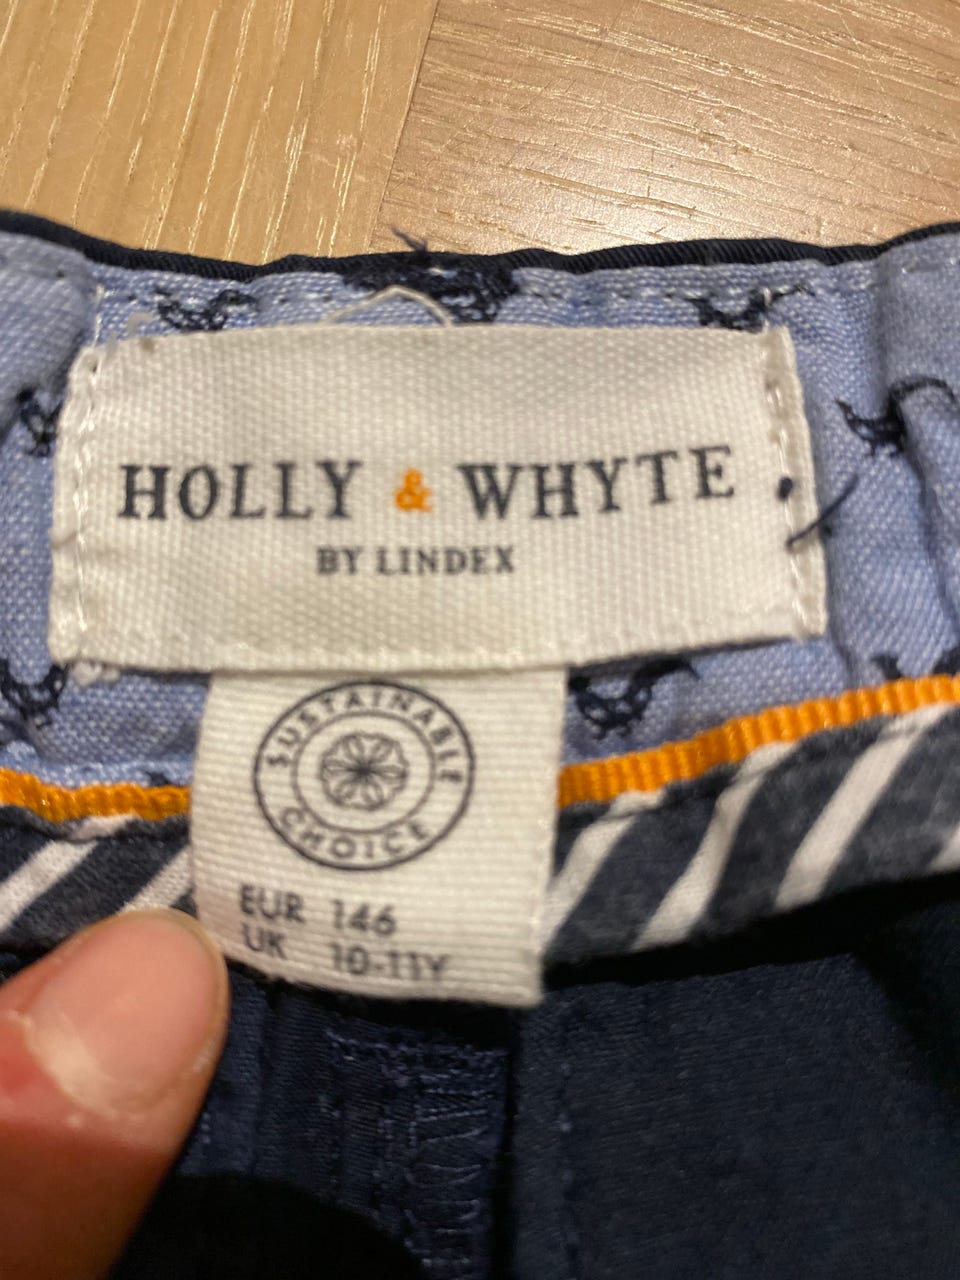 HOLLY & WHYTE
BY LINDEX
SUSTAINABLE
CHOICE
EUR 146
UK 10-11Y